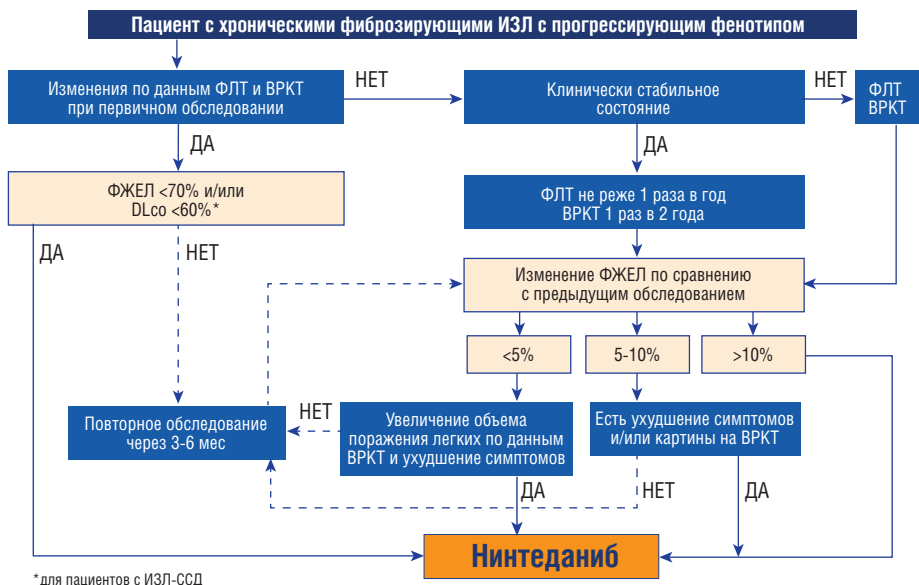 Пациент с хроническими фиброзирующими ИЗЛ с прогрессирующим фенотипом
Изменения по данным ФЛТ и ВРКТ
при первичном обследовании
НЕТ
Клинически стабильное
состояние
НЕТ
ФЛТ
ВРКТ
ДА
ДА
ФЖЕЛ <70% и/или
DLco <60%*
ФЛТ не реже 1 раза в год
ВРКТ 1 раз в 2 года
ДА
НЕТ
Изменение ФЖЕЛ по сравнению
с предыдущим обследованием
<5%
5-10%
>10%
Повторное обследование
через 3-6 мес
НЕТ
Увеличение объема
поражения легких по данным
ВРКТ и ухудшение симптомов
Есть ухудшение симптомов
и/или картины на ВРКТ
ДА
НЕТ
ДА
Нинтеданиб
*для пациентов с ИЗЛ-ССД